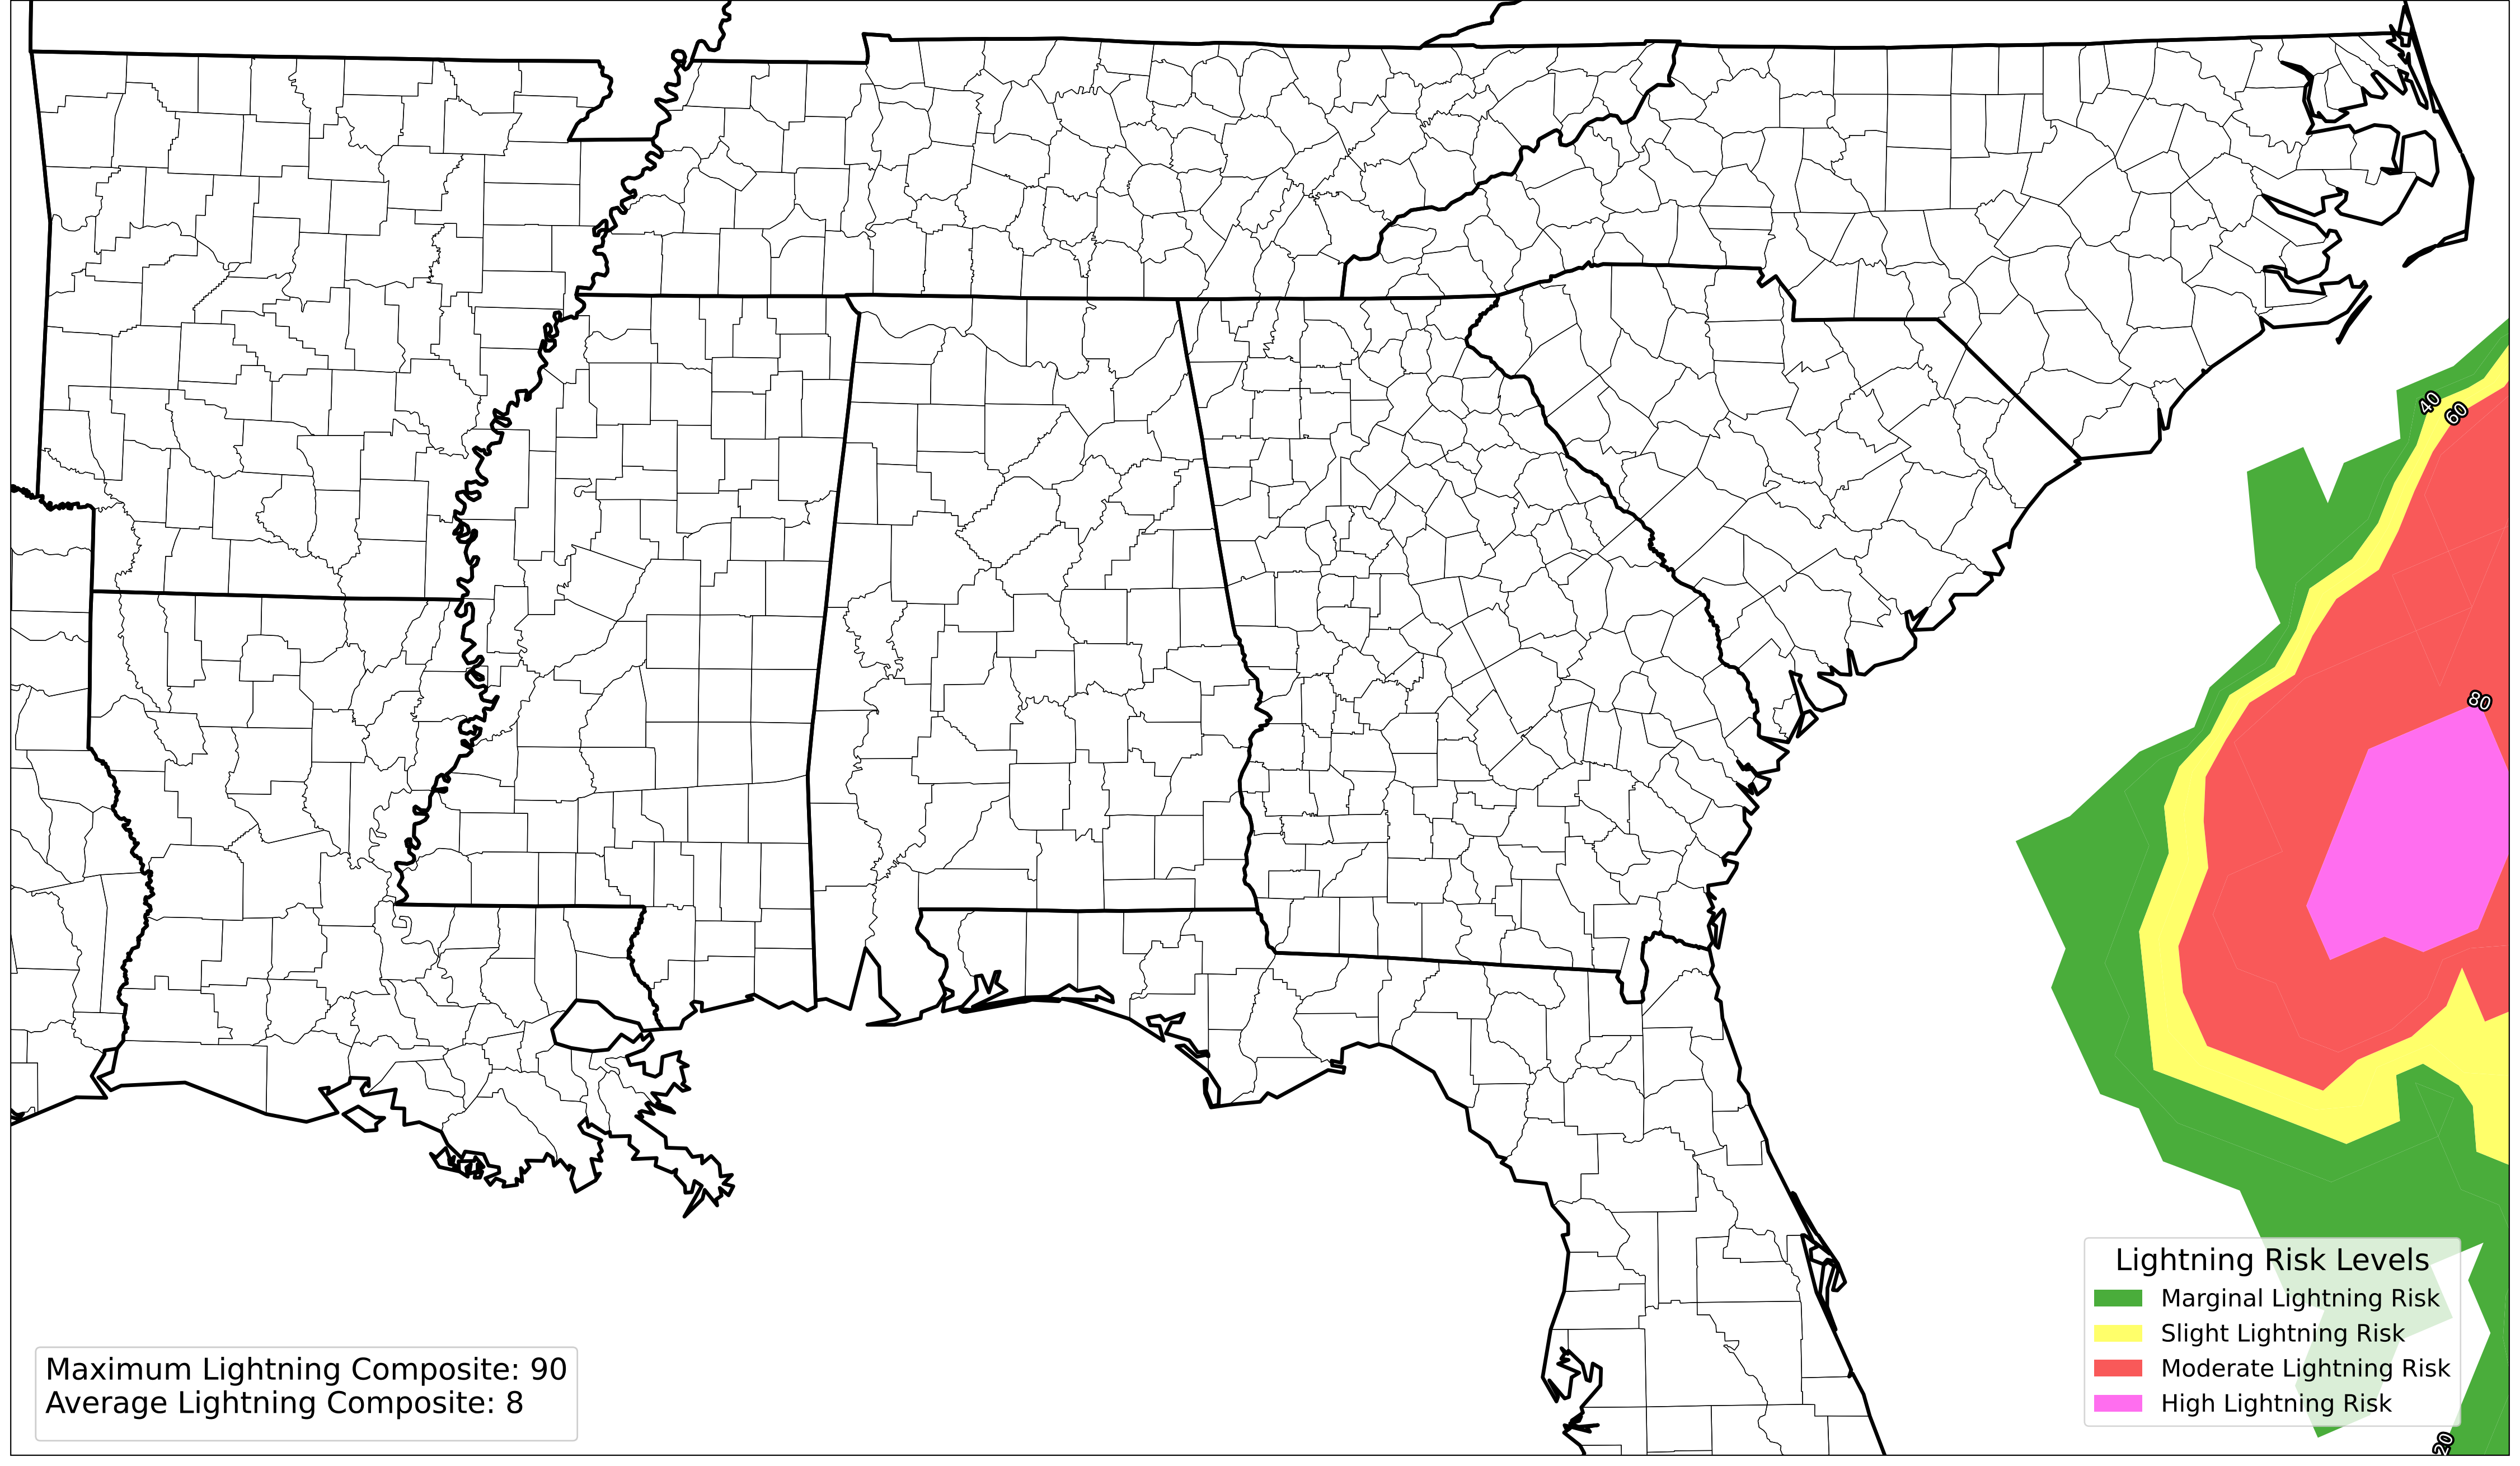 40
60
80
Lightning Risk Levels
Marginal Lightning Risk
Slight Lightning Risk
Moderate Lightning Risk
High Lightning Risk
Maximum Lightning Composite: 90
Average Lightning Composite: 8
20